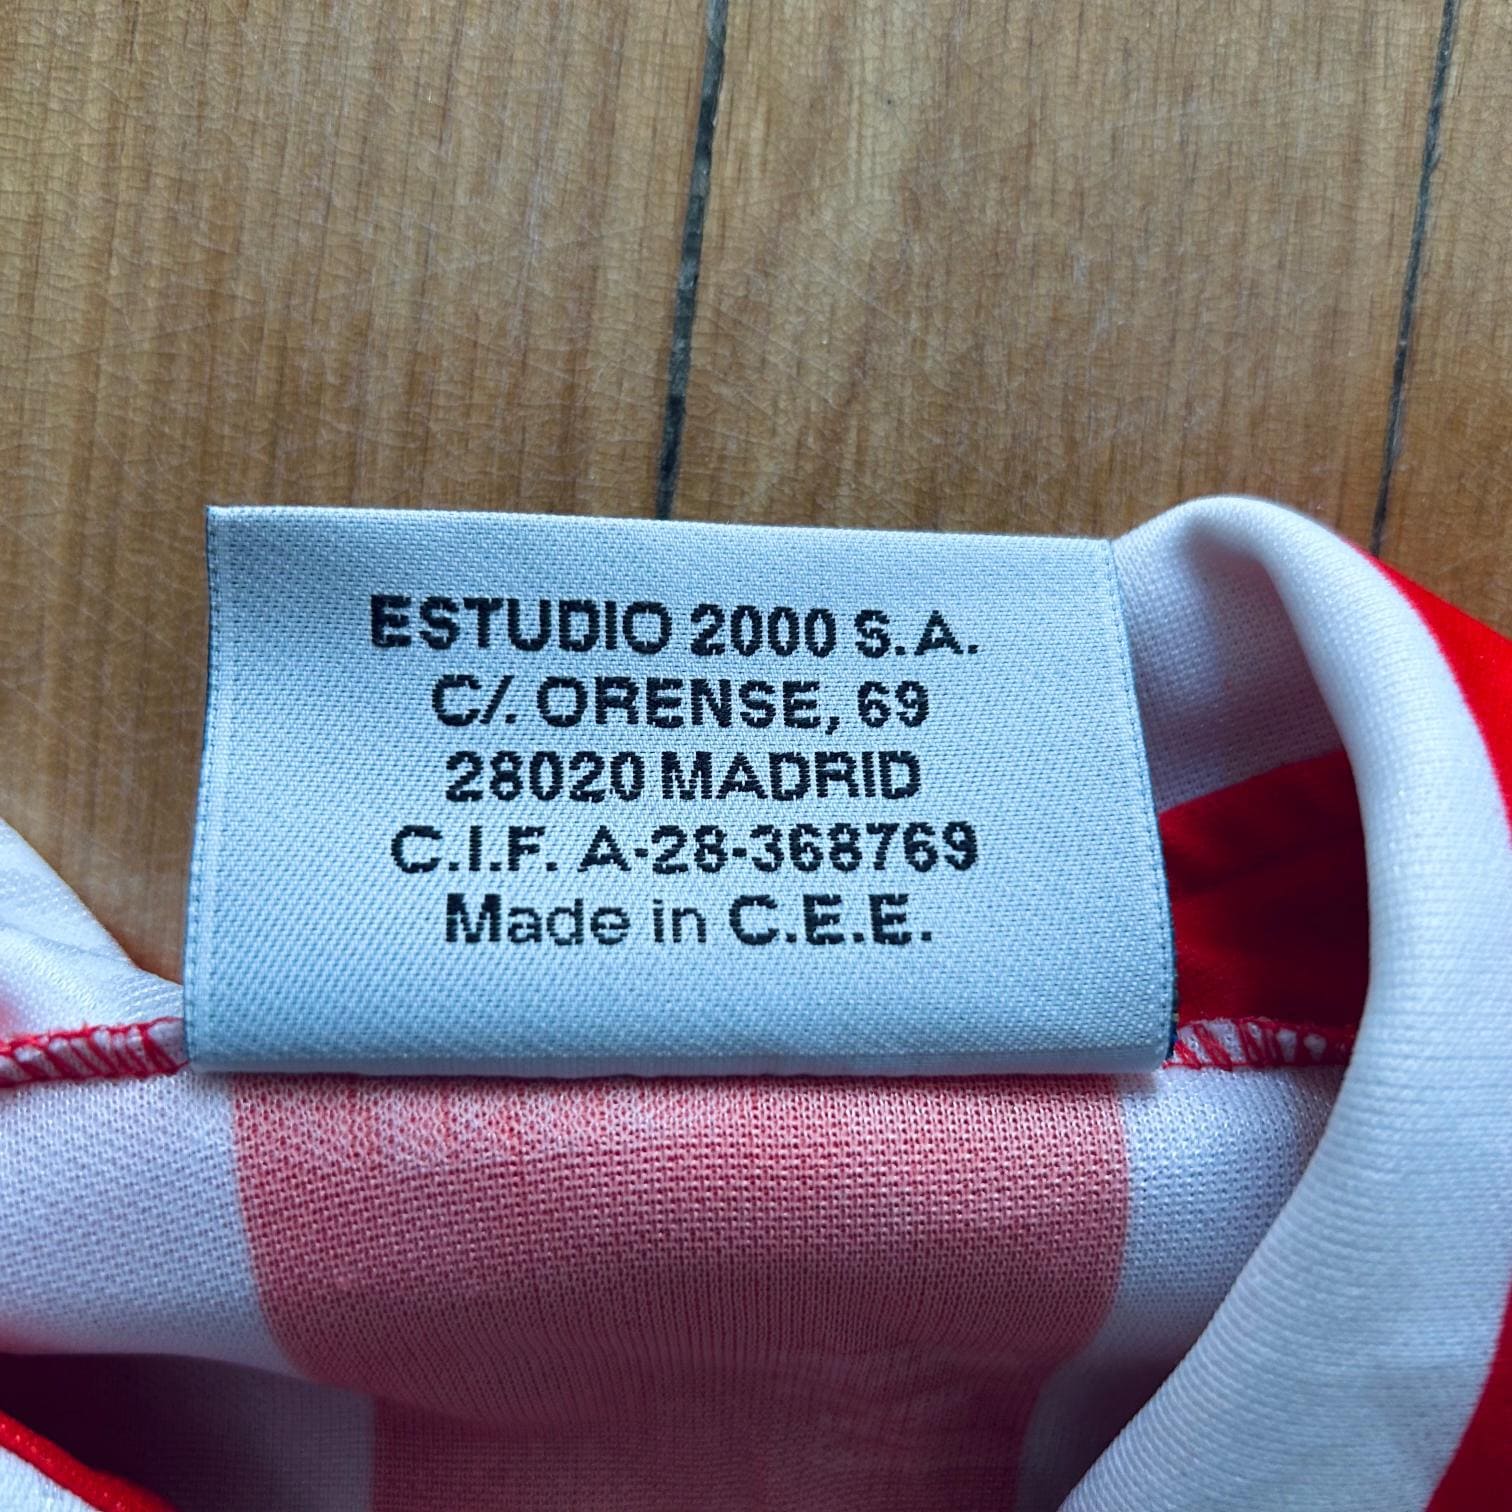 ESTUDIO 2000 S.A.
C/. ORENSE, 69
28020 MADRID
C.I.F. A-28-368769
Made in C.E.E.